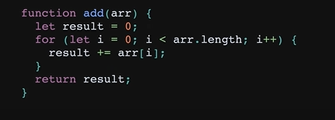 function add(arr) {
  let result = 0;
  for (let i = 0; i < arr.length; i++) {
    result += arr[i];
  }
  return result;
}